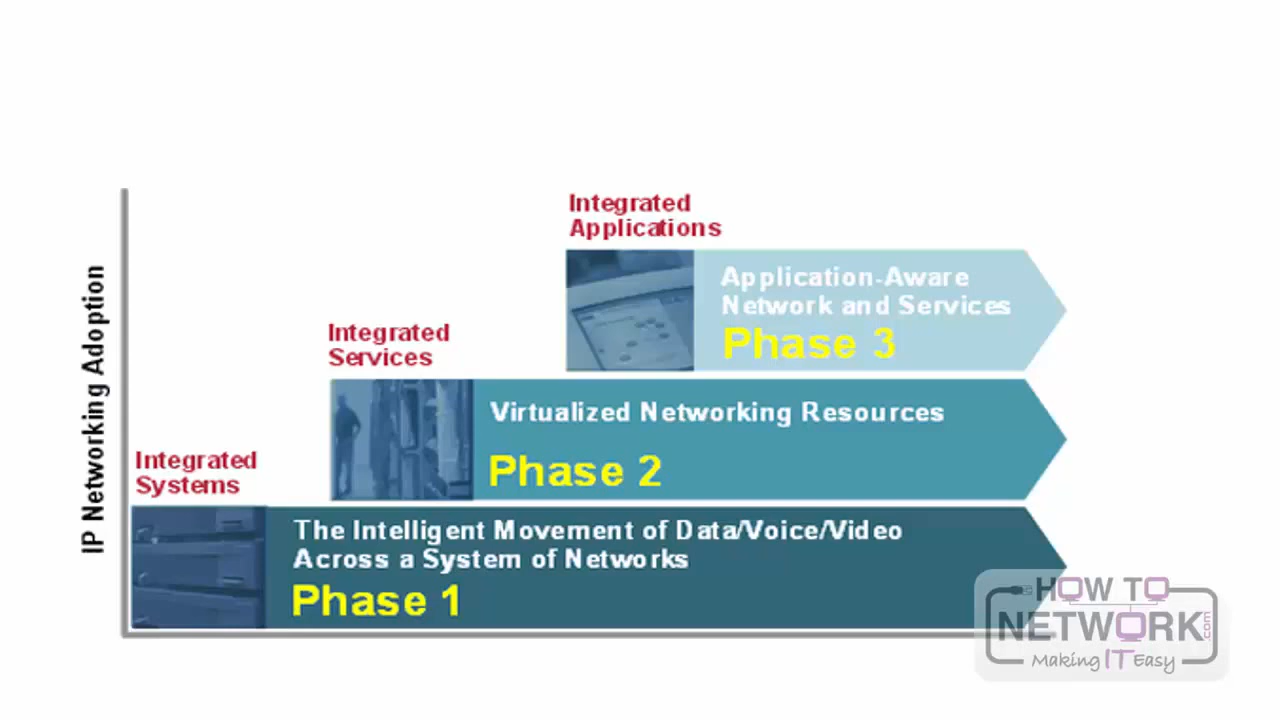 Integrated
Applications
Application-Aware
Network and Services
Phase 3
Integrated
Services
Virtualized Networking Resources
Phase 2
Integrated
Systems
The Intelligent Movement of Data/Voice/Video
Across a System of Networks
Phase 1
IP Networking Adoption
HOW TO
NETWORK.com
Making IT Easy